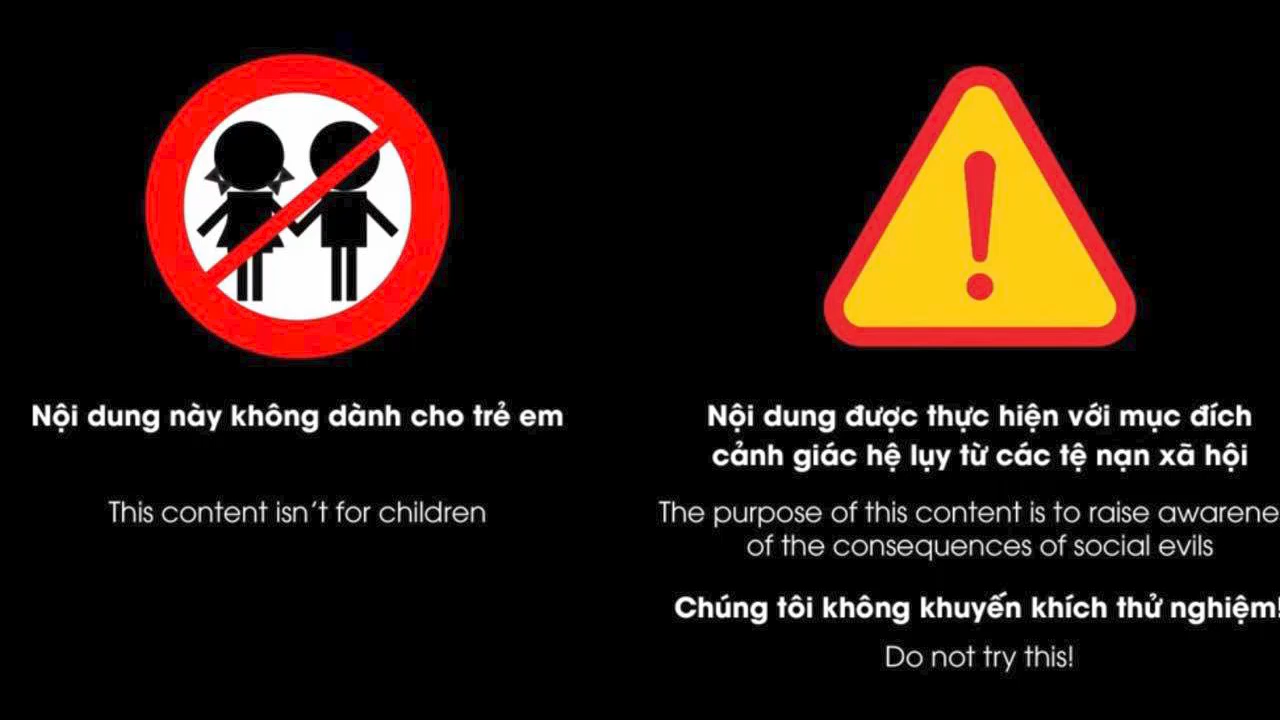 Nội dung này không dành cho trẻ em
This content isn't for children
Nội dung được thực hiện với mục đích
cảnh giác hệ lụy từ các tệ nạn xã hội
The purpose of this content is to raise awarene
of the consequences of social evils
Chúng tôi không khuyến khích thử nghiệm!
Do not try this!